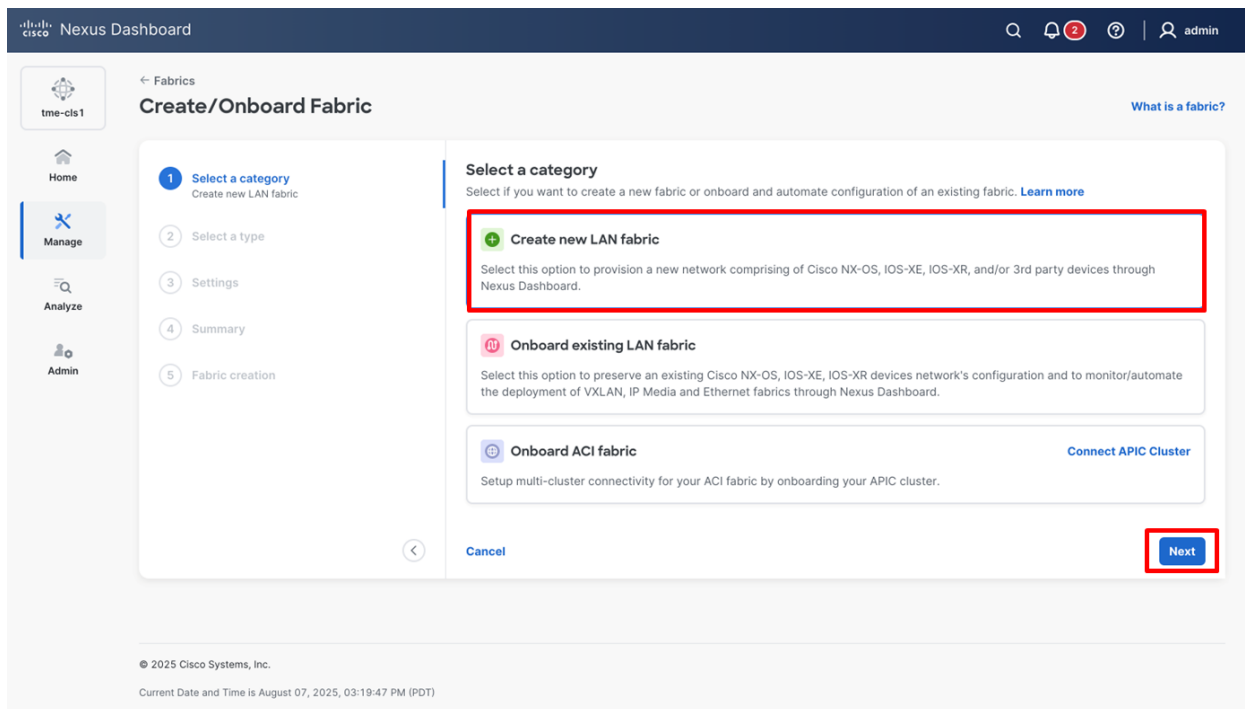 CISCO Nexus Dashboard
2
admin
tme-cls1
Home
Manage
Analyze
Admin
← Fabrics
Create/Onboard Fabric
What is a fabric?
1 Select a category
Create new LAN fabric
2 Select a type
3 Settings
4 Summary
5 Fabric creation
Select a category
Select if you want to create a new fabric or onboard and automate configuration of an existing fabric. Learn more
Create new LAN fabric
Select this option to provision a new network comprising of Cisco NX-OS, IOS-XE, IOS-XR, and/or 3rd party devices through
Nexus Dashboard.
Onboard existing LAN fabric
Select this option to preserve an existing Cisco NX-OS, IOS-XE, IOS-XR devices network's configuration and to monitor/automate
the deployment of VXLAN, IP Media and Ethernet fabrics through Nexus Dashboard.
Onboard ACI fabric
Connect APIC Cluster
Setup multi-cluster connectivity for your ACI fabric by onboarding your APIC cluster.
Cancel
Next
© 2025 Cisco Systems, Inc.
Current Date and Time is August 07, 2025, 03:19:47 PM (PDT)